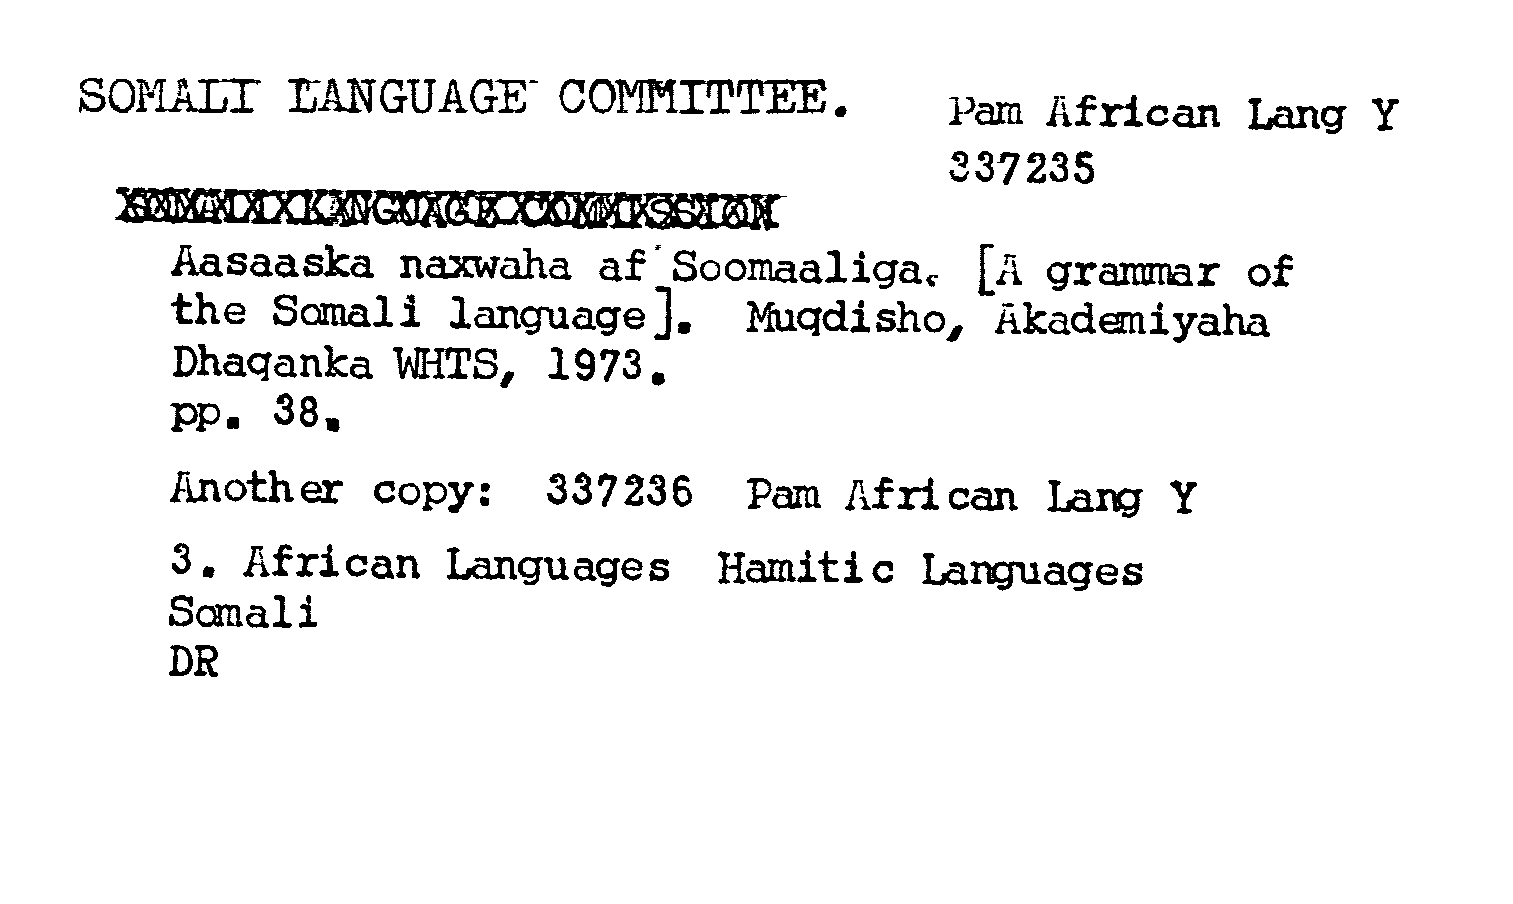 SOMALI LANGUAGE COMMITTEE.
Pam African Lang Y
337235
SOMALI LANGUAGE COMMISSION
Aasaaska naxwaha af Soomaaliga. [A grammar of
the Somali language]. Muqdisho, Akademiyaha
Dhaqanka WHTS, 1973.
pp. 38.
Another copy: 337236 Pam African Lang Y
3. African Languages Hamitic Languages
Somali
DR